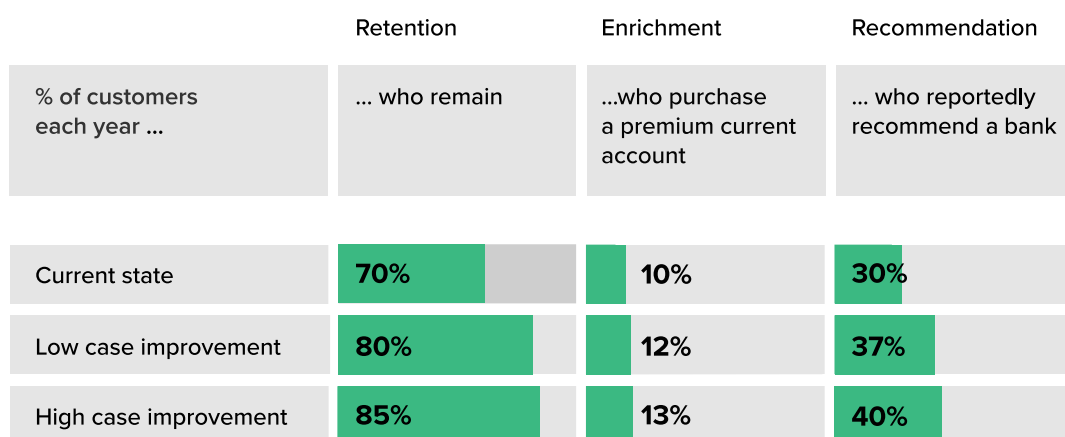 Retention Enrichment Recommendation
% of customers
each year ...
... who remain
...who purchase
a premium current
account
... who reportedly
recommend a bank
Current state 70% 10% 30%
Low case improvement 80% 12% 37%
High case improvement 85% 13% 40%